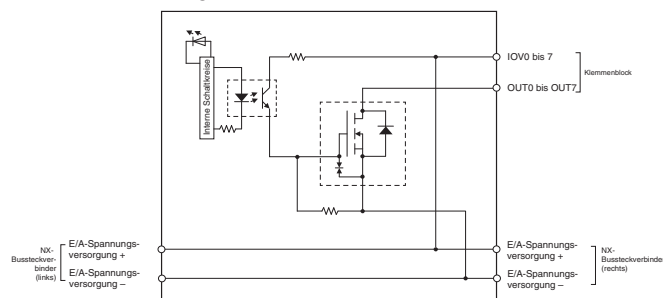 Interne Schaltkreise
IOV0 bis 7
OUT0 bis OUT7
Klemmenblock
NX-
Bussteckver-
binder
(links)
E/A-Spannungs-
versorgung +
E/A-Spannungs-
versorgung –
E/A-Spannungs-
versorgung +
E/A-Spannungs-
versorgung –
NX-
Bussteckverbinder
(rechts)